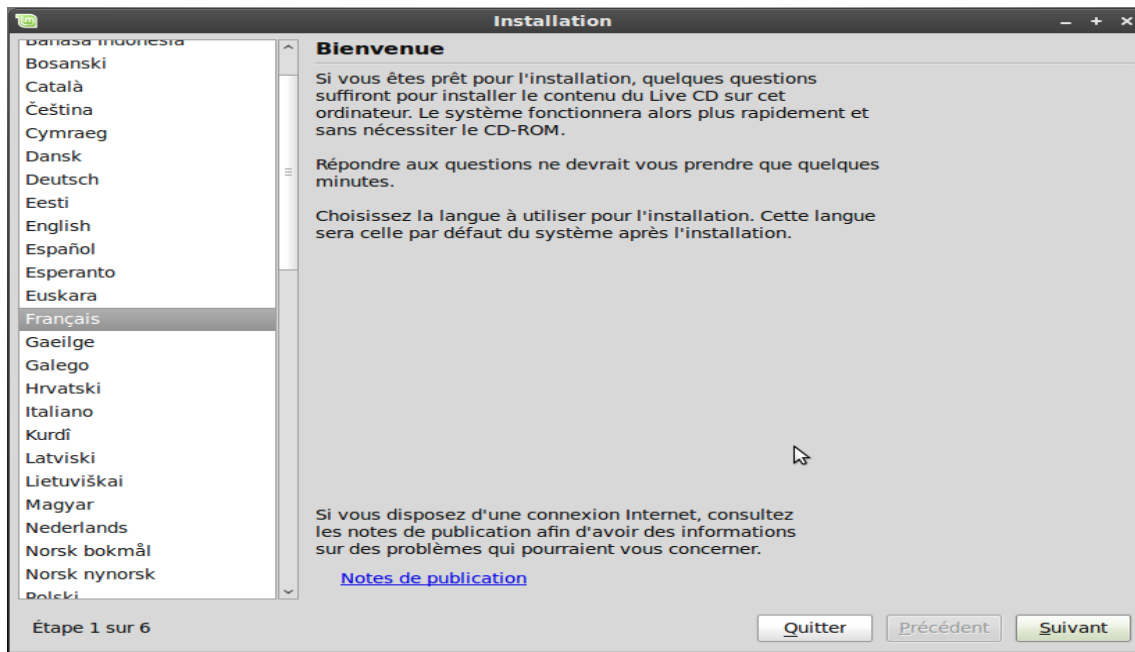 Installation
Bahasa Indonesia
Bosanski
Català
Čeština
Cymraeg
Dansk
Deutsch
Eesti
English
Español
Esperanto
Euskara
Français
Gaeilge
Galego
Hrvatski
Italiano
Kurdî
Latviski
Lietuviškai
Magyar
Nederlands
Norsk bokmål
Norsk nynorsk
Polski
Bienvenue
Si vous êtes prêt pour l'installation, quelques questions
suffiront pour installer le contenu du Live CD sur cet
ordinateur. Le système fonctionnera alors plus rapidement et
sans nécessiter le CD-ROM.
Répondre aux questions ne devrait vous prendre que quelques
minutes.
Choisissez la langue à utiliser pour l'installation. Cette langue
sera celle par défaut du système après l'installation.
Si vous disposez d'une connexion Internet, consultez
les notes de publication afin d'avoir des informations
sur des problèmes qui pourraient vous concerner.
Notes de publication
Étape 1 sur 6
Quitter
Précédent
Suivant